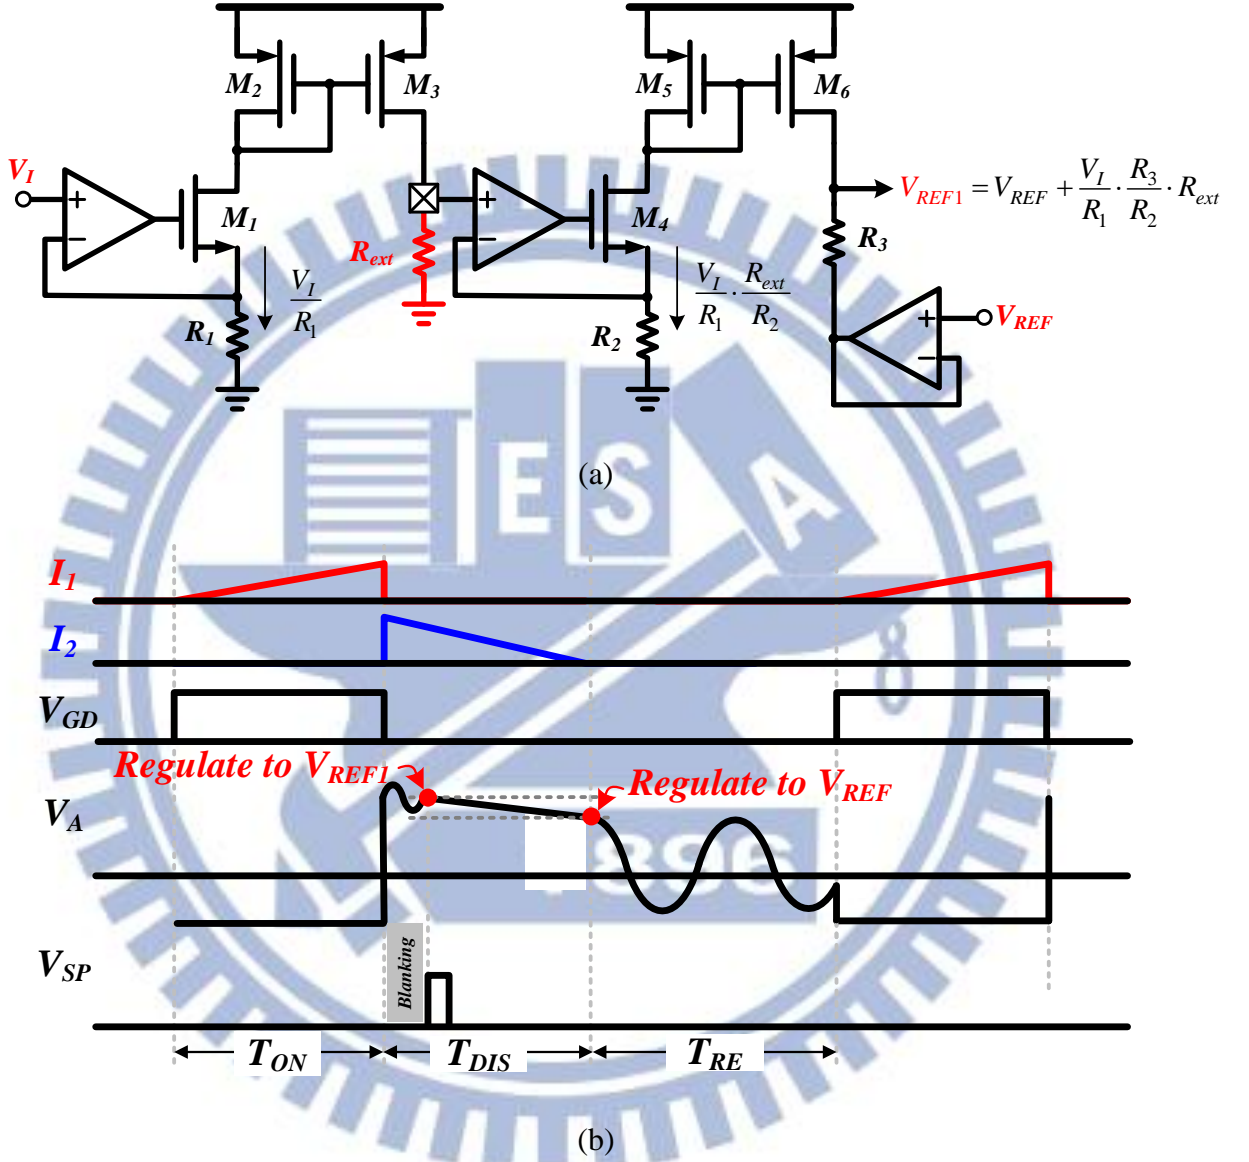 M2
M3
M5
M6
VI
+
−
M1
Rext
VI / R1
R1
+
−
M4
VI / R1 · Rext / R2
R2
VREF1 = VREF + VI / R1 · R3 / R2 · Rext
R3
+
−
VREF
(a)
E S A
I1
I2
VGD
Regulate to VREF1
Regulate to VREF
VA
896
VSP
Blanking
TON
TDIS
TRE
(b)